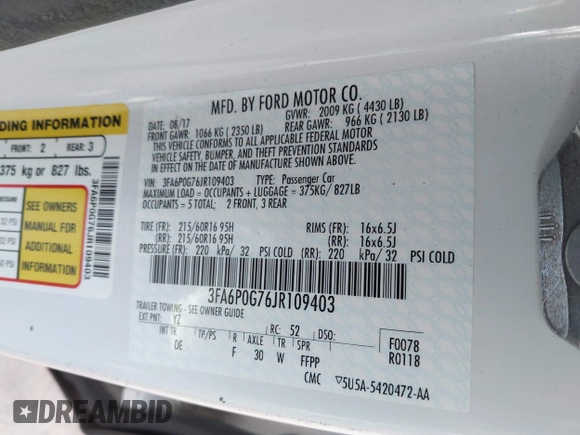 DING INFORMATION
FRONT: 2 REAR: 3
375 kg or 827 lbs.
SEE OWNERS
MANUAL FOR
ADDITIONAL
INFORMATION
3FA6P0G76JR109403
MFD. BY FORD MOTOR CO.
DATE: 08/17 GVWR: 2009 KG ( 4430 LB)
FRONT GAWR: 1066 KG ( 2350 LB) REAR GAWR: 966 KG ( 2130 LB)
THIS VEHICLE CONFORMS TO ALL APPLICABLE FEDERAL MOTOR
VEHICLE SAFETY, BUMPER, AND THEFT PREVENTION STANDARDS
IN EFFECT ON THE DATE OF MANUFACTURE SHOWN ABOVE.
VIN: 3FA6P0G76JR109403 TYPE: Passenger Car
MAXIMUM LOAD = OCCUPANTS + LUGGAGE = 375KG/ 827LB
OCCUPANTS = 5 TOTAL: 2 FRONT, 3 REAR
TIRE (FR): 215/60R16 95H RIMS (FR): 16x6.5J
(RR): 215/60R16 95H (RR): 16x6.5J
PRESSURE (FR): 220 kPa/ 32 PSI COLD (RR): 220 kPa/ 32 PSI COLD
3FA6P0G76JR109403
TRAILER TOWING - SEE OWNER GUIDE
EXT PNT: YZ RC: 52 DSO: F0078
INT TR TP/PS R AXLE TR SPR R0118
DE F 30 W FFPP
CMC ▽5U5A-5420472-AA
DREAMBID